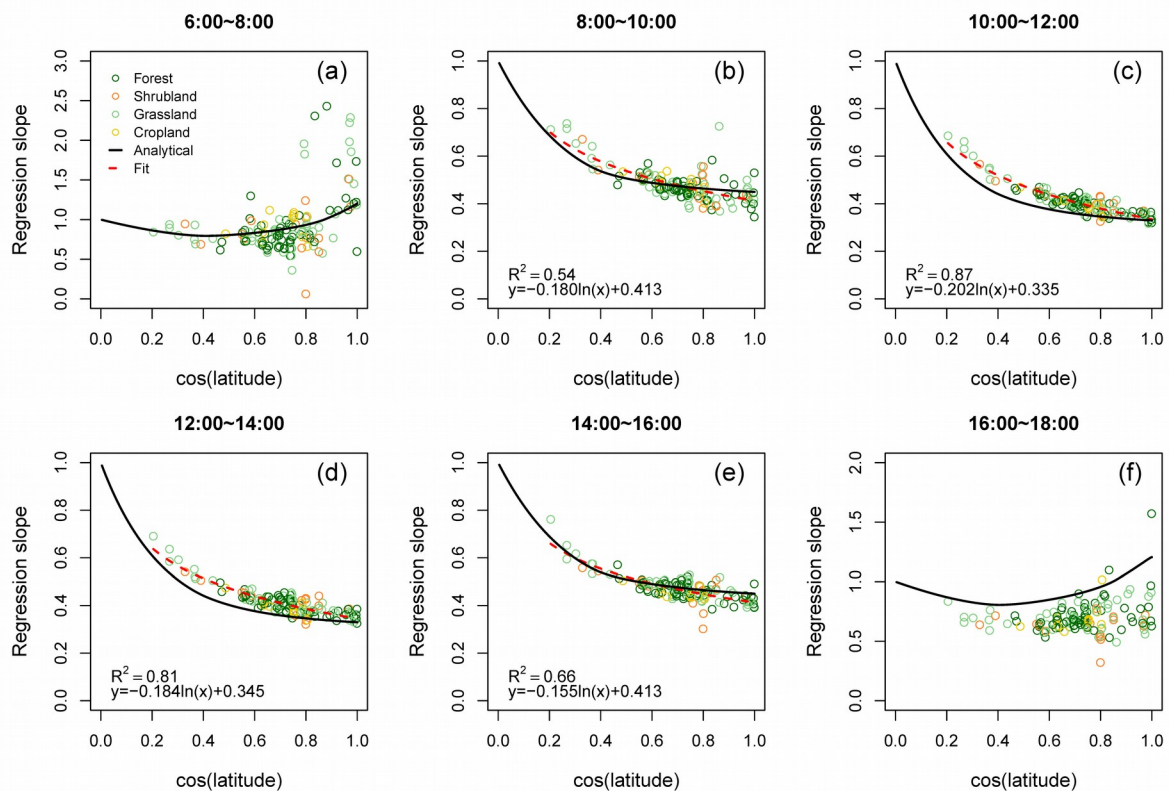 6:00~8:00
(a)
Forest
Shrubland
Grassland
Cropland
Analytical
Fit
Regression slope
0.0 0.5 1.0 1.5 2.0 2.5 3.0
0.0 0.2 0.4 0.6 0.8 1.0
cos(latitude)
8:00~10:00
(b)
Regression slope
0.0 0.2 0.4 0.6 0.8 1.0
R² = 0.54
y=−0.180ln(x)+0.413
0.0 0.2 0.4 0.6 0.8 1.0
cos(latitude)
10:00~12:00
(c)
Regression slope
0.0 0.2 0.4 0.6 0.8 1.0
R² = 0.87
y=−0.202ln(x)+0.335
0.0 0.2 0.4 0.6 0.8 1.0
cos(latitude)
12:00~14:00
(d)
Regression slope
0.0 0.2 0.4 0.6 0.8 1.0
R² = 0.81
y=−0.184ln(x)+0.345
0.0 0.2 0.4 0.6 0.8 1.0
cos(latitude)
14:00~16:00
(e)
Regression slope
0.0 0.2 0.4 0.6 0.8 1.0
R² = 0.66
y=−0.155ln(x)+0.413
0.0 0.2 0.4 0.6 0.8 1.0
cos(latitude)
16:00~18:00
(f)
Regression slope
0.0 0.5 1.0 1.5 2.0
0.0 0.2 0.4 0.6 0.8 1.0
cos(latitude)